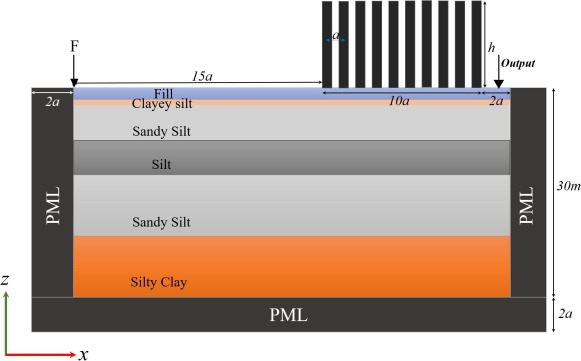 F
a
h
Output
15a
2a
Fill
10a
2a
Clayey silt
Sandy Silt
Silt
PML
PML
30m
Sandy Silt
Silty Clay
z
PML
2a
x